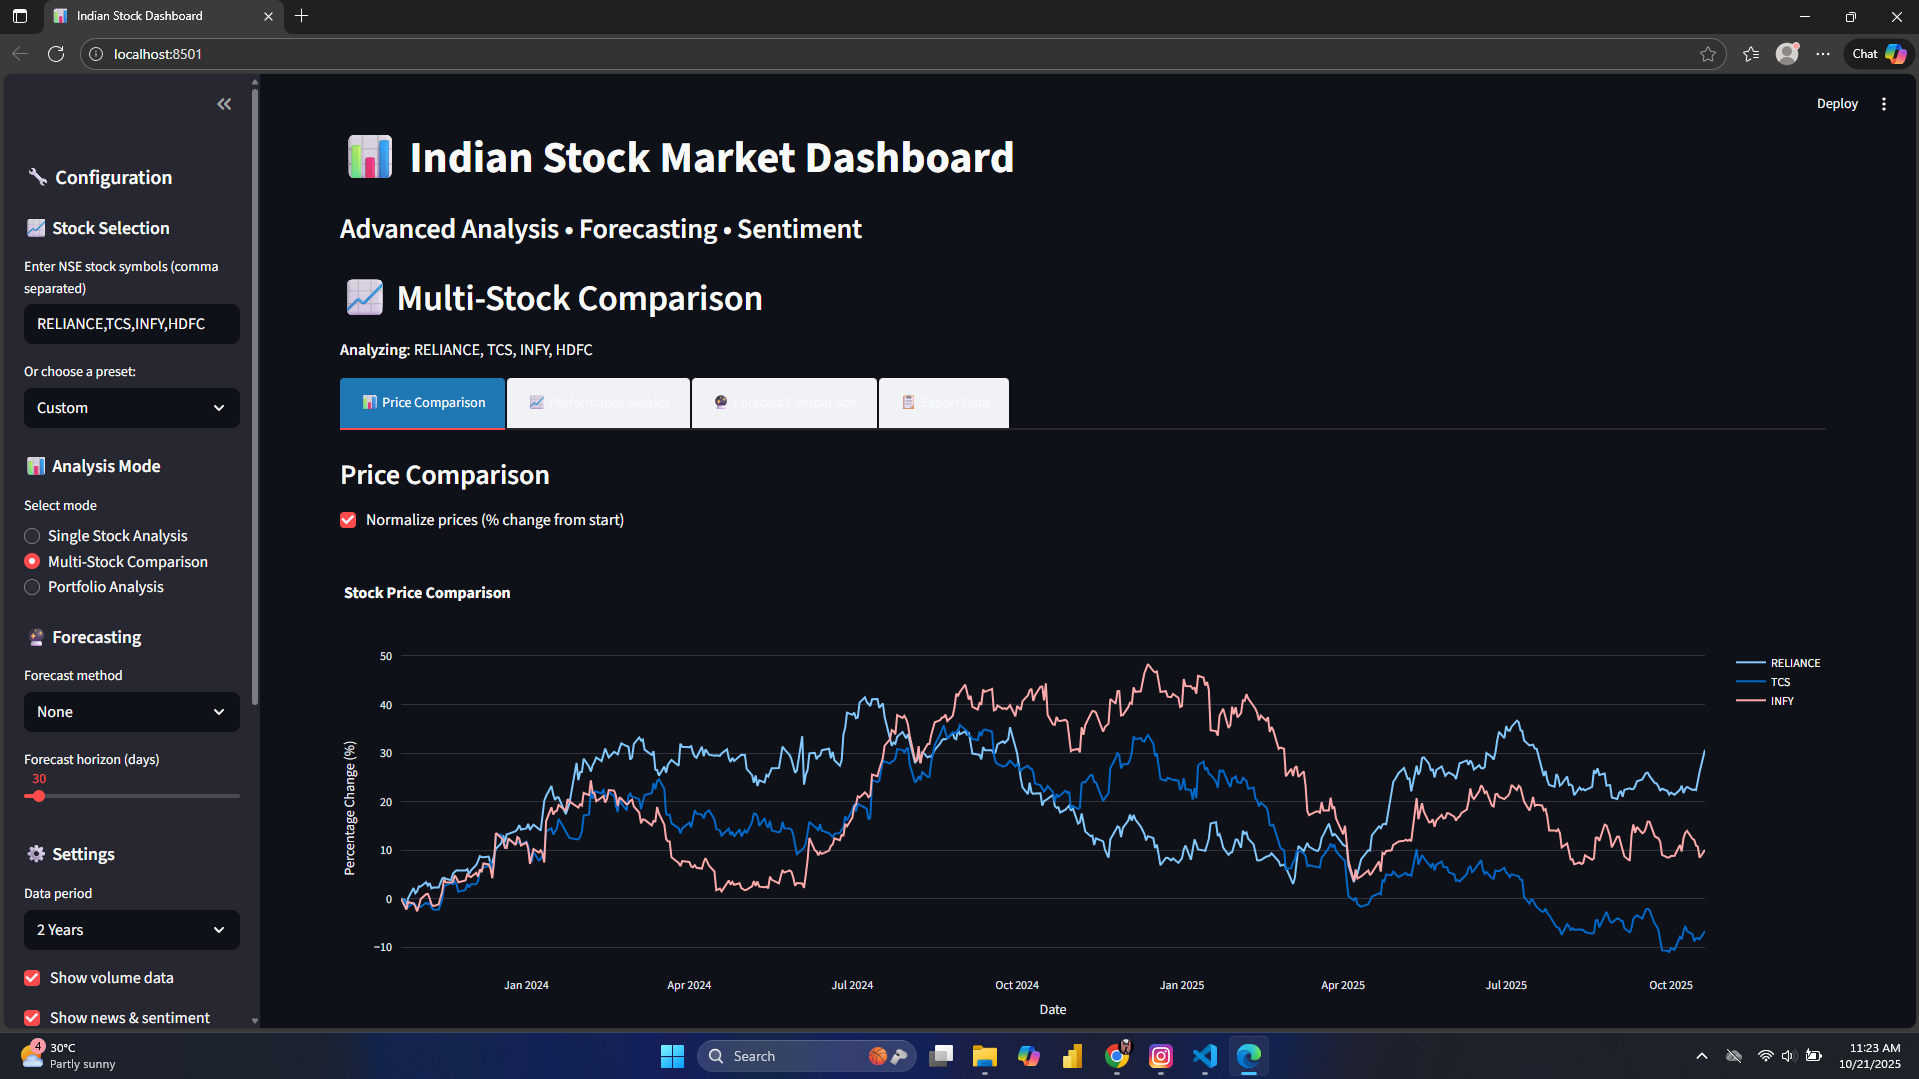 Indian Stock Dashboard
localhost:8501
Chat
Deploy
Configuration
Stock Selection
Enter NSE stock symbols (comma
separated)
RELIANCE,TCS,INFY,HDFC
Or choose a preset:
Custom
Analysis Mode
Select mode
Single Stock Analysis
Multi-Stock Comparison
Portfolio Analysis
Forecasting
Forecast method
None
Forecast horizon (days)
30
Settings
Data period
2 Years
Show volume data
Show news & sentiment
Indian Stock Market Dashboard
Advanced Analysis • Forecasting • Sentiment
Multi-Stock Comparison
Analyzing: RELIANCE, TCS, INFY, HDFC
Price Comparison
Performance Metrics
Forecast Comparison
Export Data
Price Comparison
Normalize prices (% change from start)
Stock Price Comparison
Percentage Change (%)
50
40
30
20
10
0
−10
Jan 2024
Apr 2024
Jul 2024
Oct 2024
Jan 2025
Apr 2025
Jul 2025
Oct 2025
Date
RELIANCE
TCS
INFY
4
30°C
Partly sunny
Search
11:23 AM
10/21/2025